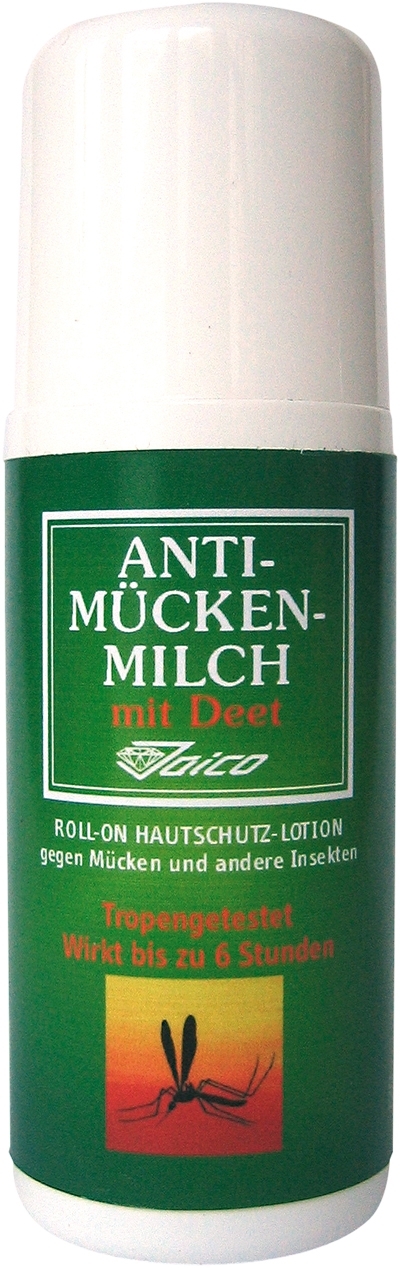 ANTI-
MÜCKEN-
MILCH
mit Deet
Jaico
ROLL-ON HAUTSCHUTZ-LOTION
gegen Mücken und andere Insekten
Tropengetestet
Wirkt bis zu 6 Stunden